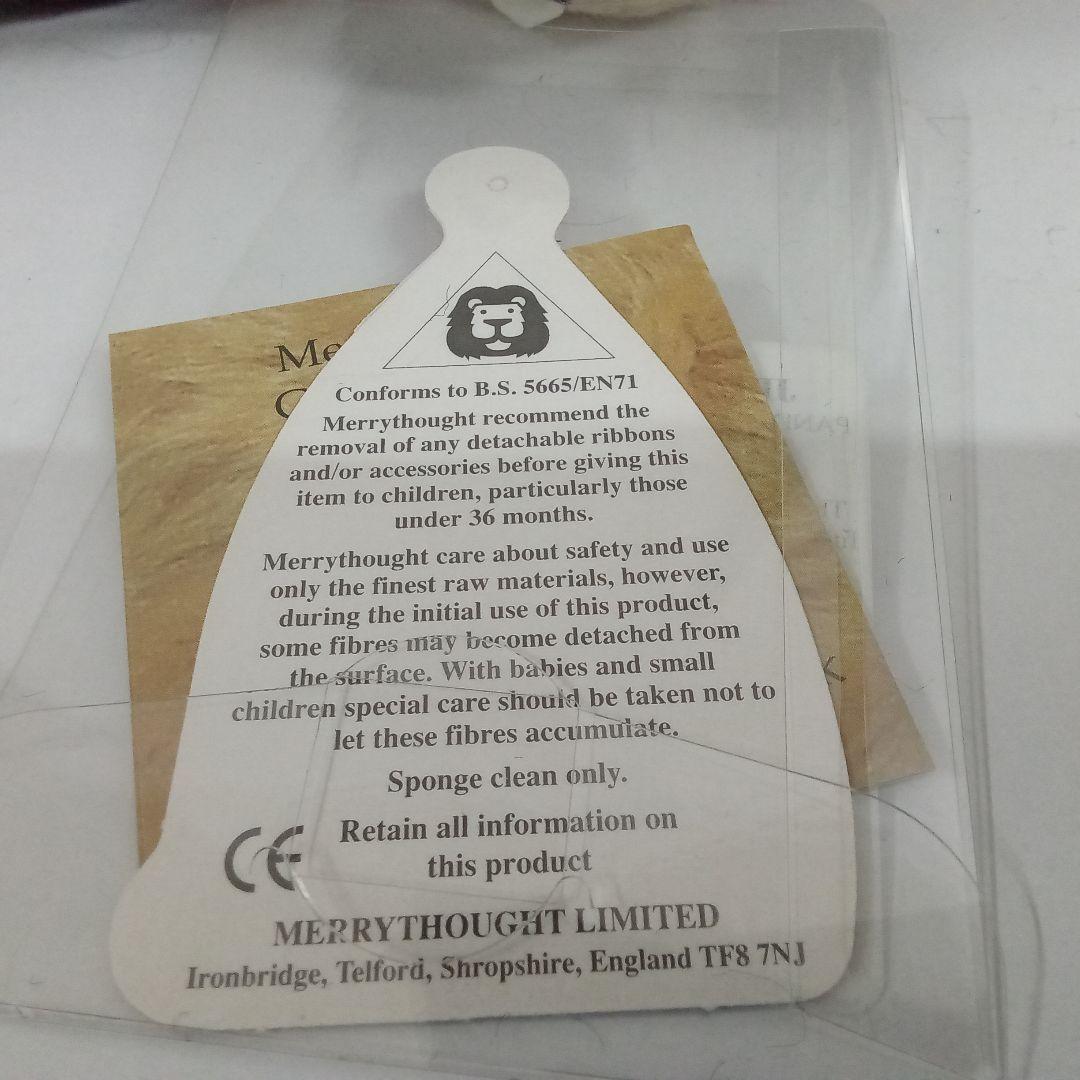 Me
C
Conforms to B.S. 5665/EN71
Merrythought recommend the
removal of any detachable ribbons
and/or accessories before giving this
item to children, particularly those
under 36 months.
Merrythought care about safety and use
only the finest raw materials, however,
during the initial use of this product,
some fibres may become detached from
the surface. With babies and small
children special care should be taken not to
let these fibres accumulate.
Sponge clean only.
CE
Retain all information on
this product
MERRYTHOUGHT LIMITED
Ironbridge, Telford, Shropshire, England TF8 7NJ